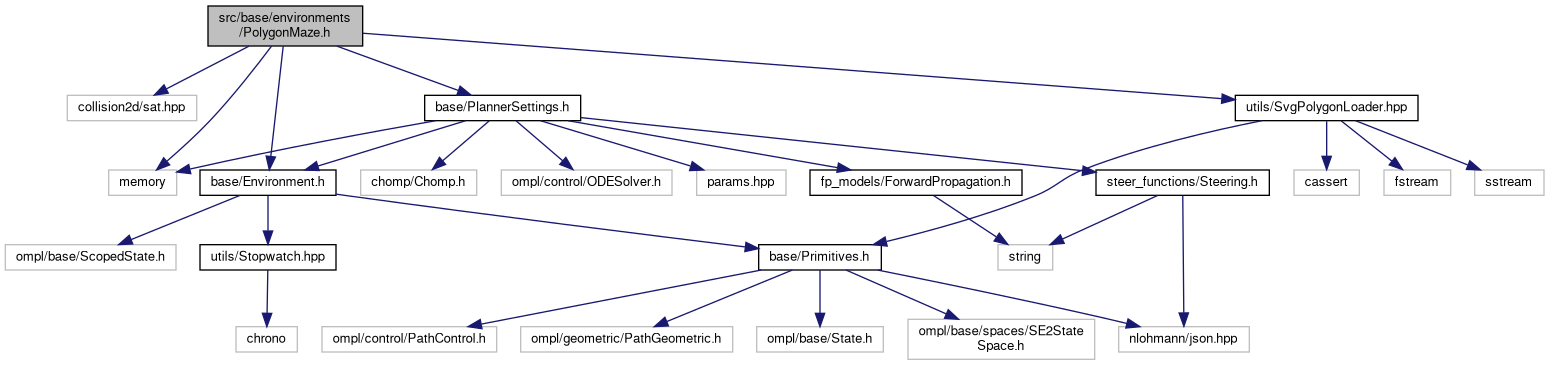 src/base/environments
/PolygonMaze.h
collision2d/sat.hpp
base/PlannerSettings.h
utils/SvgPolygonLoader.hpp
memory
base/Environment.h
chomp/Chomp.h
ompl/control/ODESolver.h
params.hpp
fp_models/ForwardPropagation.h
steer_functions/Steering.h
cassert
fstream
sstream
ompl/base/ScopedState.h
utils/Stopwatch.hpp
base/Primitives.h
string
chrono
ompl/control/PathControl.h
ompl/geometric/PathGeometric.h
ompl/base/State.h
ompl/base/spaces/SE2State
Space.h
nlohmann/json.hpp